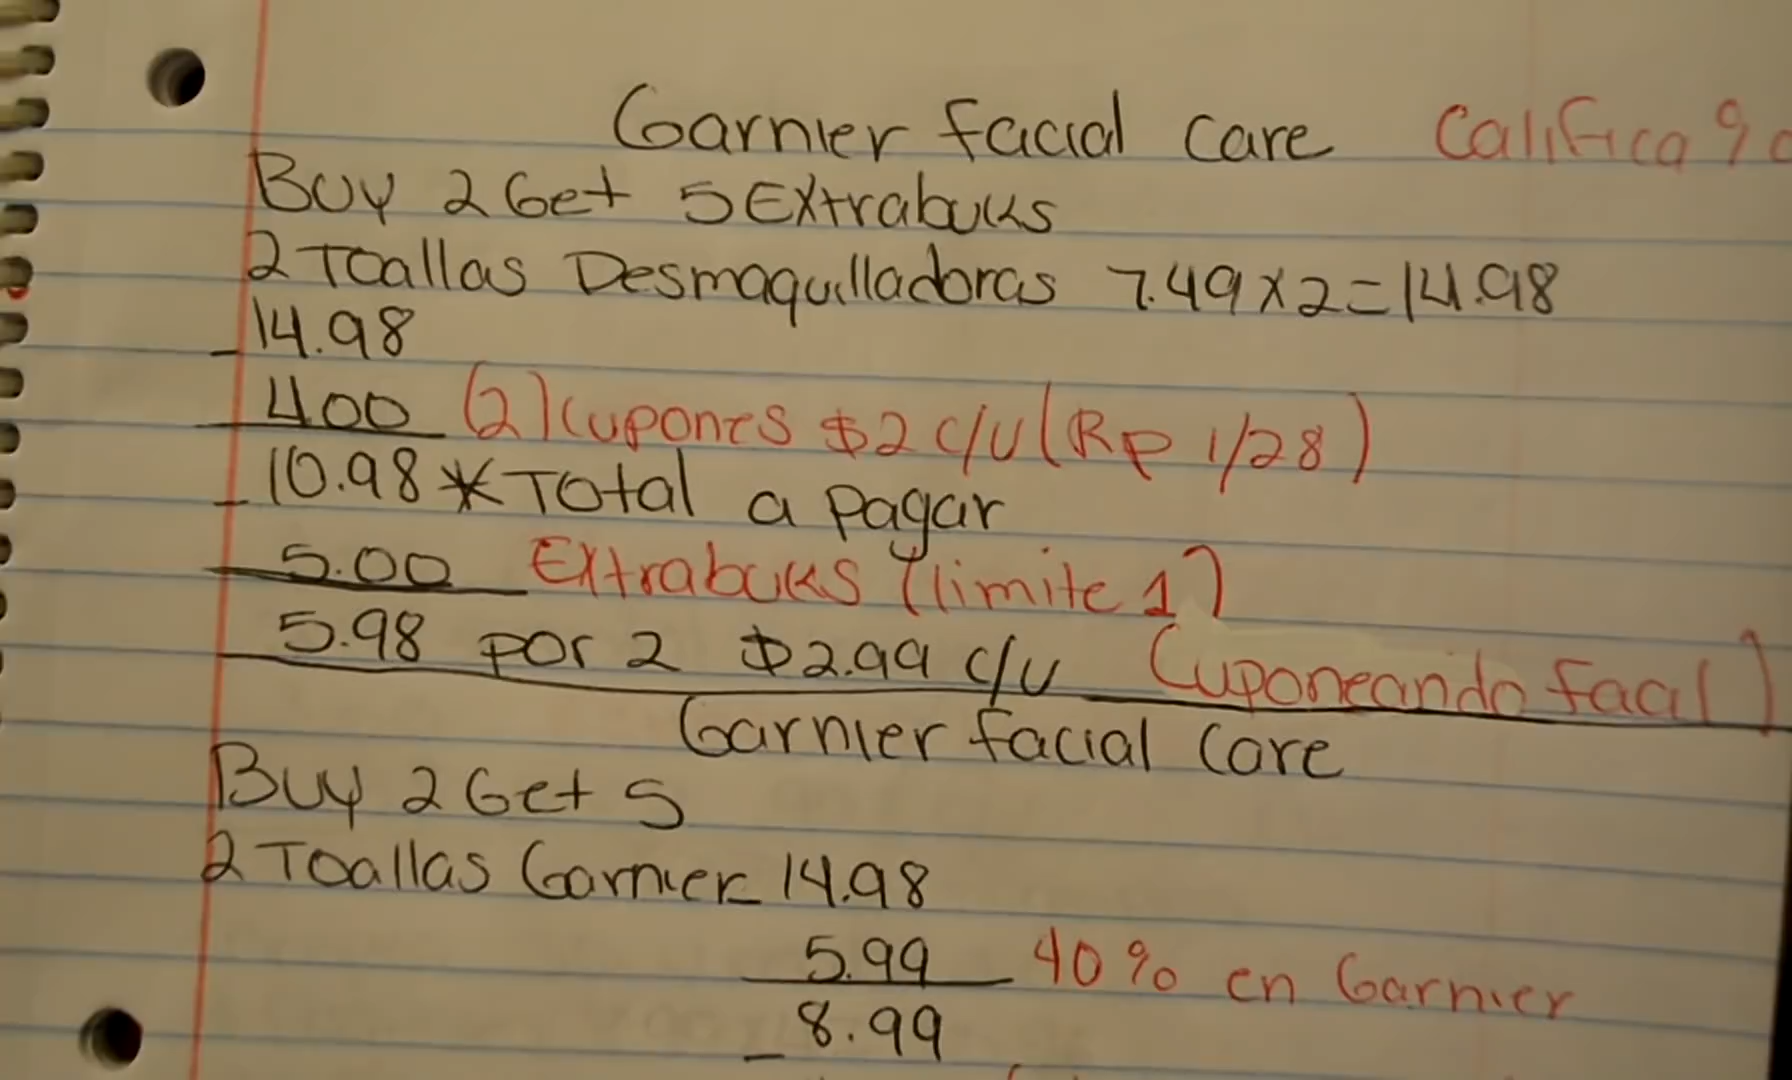 Garnier facial care Califica
Buy 2 Get 5 Extrabuks
2 Toallas Desmaquilladoras 7.49 x 2 = 14.98
- 14.98
400 (2) Cupones $2 c/u (Rp 1/28)
- 10.98 * Total a pagar
5.00 Extrabuks (limite 1)
5.98 por 2 $2.99 c/u (Cuponeando facil)
Garnier facial Care
Buy 2 Get 5
2 Toallas Garnier 14.98
5.99 40% en Garnier
- 8.99